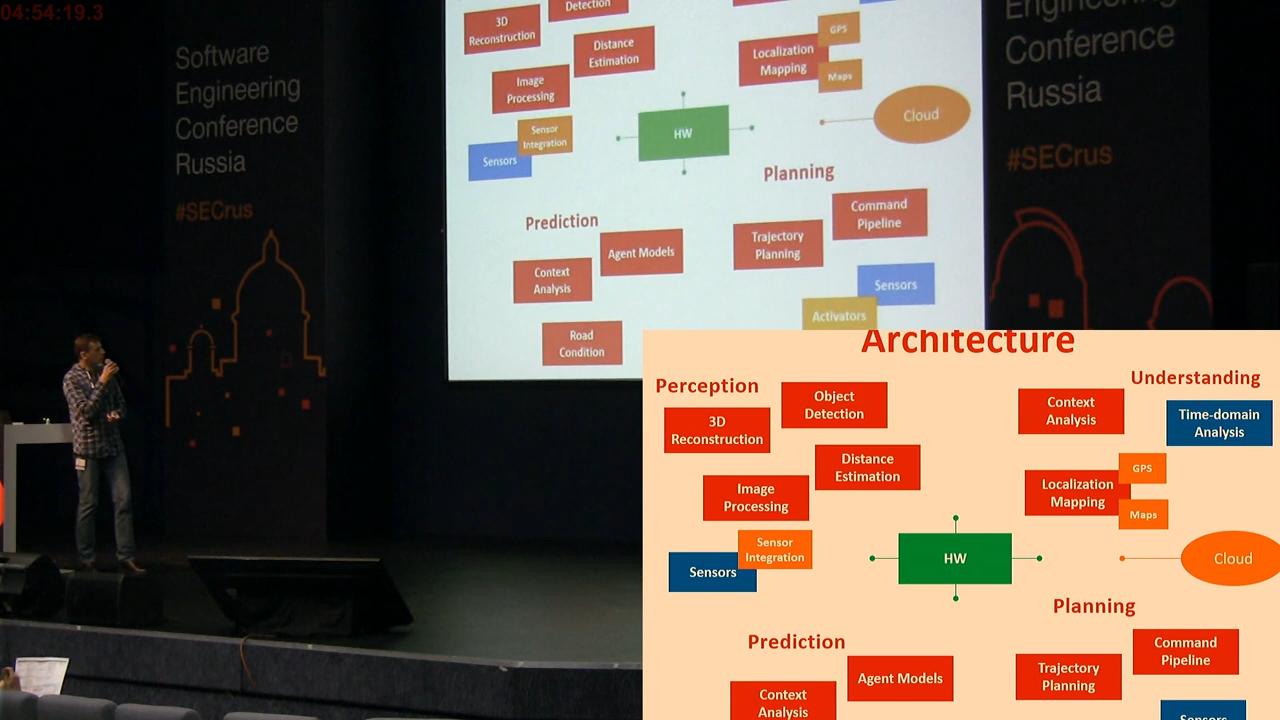 04:54:19.3
Software
Engineering
Conference
Russia
#SECrus
Detection
3D
Reconstruction
Distance
Estimation
Image
Processing
Sensor
Integration
Sensors
HW
Localization
Mapping
GPS
Maps
Cloud
Planning
Command
Pipeline
Trajectory
Planning
Sensors
Activators
Prediction
Agent Models
Context
Analysis
Road
Condition
Engineering
Conference
Russia
#SECrus
Architecture
Perception
Object
Detection
3D
Reconstruction
Distance
Estimation
Image
Processing
Sensor
Integration
Sensors
HW
Understanding
Context
Analysis
Time-domain
Analysis
Localization
Mapping
GPS
Maps
Cloud
Planning
Command
Pipeline
Trajectory
Planning
Sensors
Prediction
Agent Models
Context
Analysis